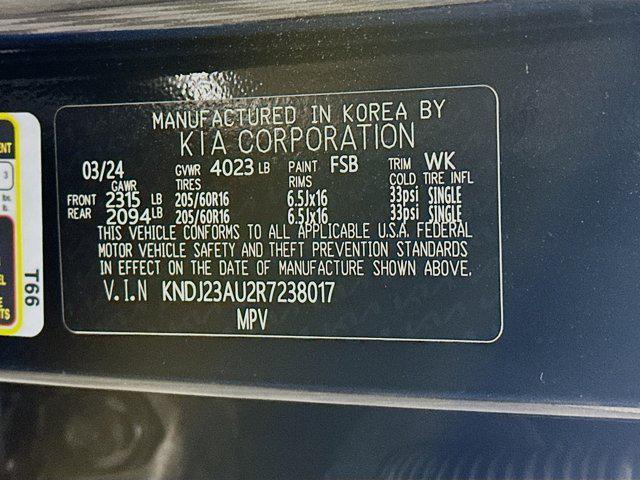 MANUFACTURED IN KOREA BY
KIA CORPORATION
03/24 GVWR 4023 LB PAINT FSB TRIM WK
GAWR TIRES RIMS COLD TIRE INFL
FRONT 2315 LB 205/60R16 6.5Jx16 33psi SINGLE
REAR 2094 LB 205/60R16 6.5Jx16 33psi SINGLE
THIS VEHICLE CONFORMS TO ALL APPLICABLE U.S.A. FEDERAL
MOTOR VEHICLE SAFETY AND THEFT PREVENTION STANDARDS
IN EFFECT ON THE DATE OF MANUFACTURE SHOWN ABOVE.
V.I.N KNDJ23AU2R7238017
MPV
T66
3